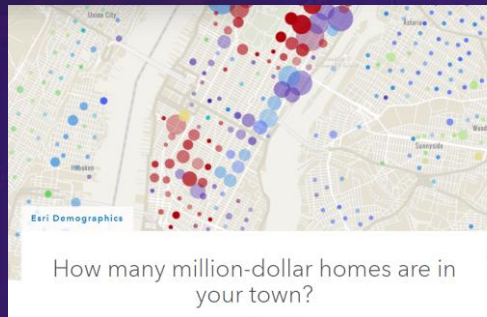 Union City
Astoria
Hoboken
Sunnyside
Esri Demographics
How many million-dollar homes are in
your town?